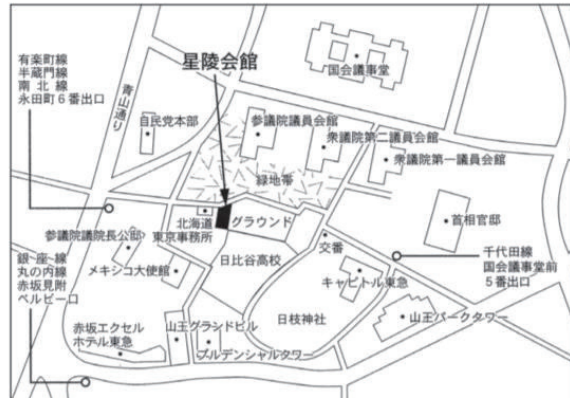 有楽町線
半蔵門線
南北線
永田町6番出口
青山通り
星陵会館
国会議事堂
自民党本部
参議院議員会館
衆議院第二議員会館
衆議院第一議員会館
緑地帯
北海道
東京事務所
グラウンド
首相官邸
参議院議長公邸
交番
日比谷高校
千代田線
国会議事堂前
5番出口
銀座線
丸の内線
赤坂見附
ベルビー口
メキシコ大使館
キャピトル東急
赤坂エクセル
ホテル東急
山王グランドビル
日枝神社
山王パークタワー
プルデンシャルタワー